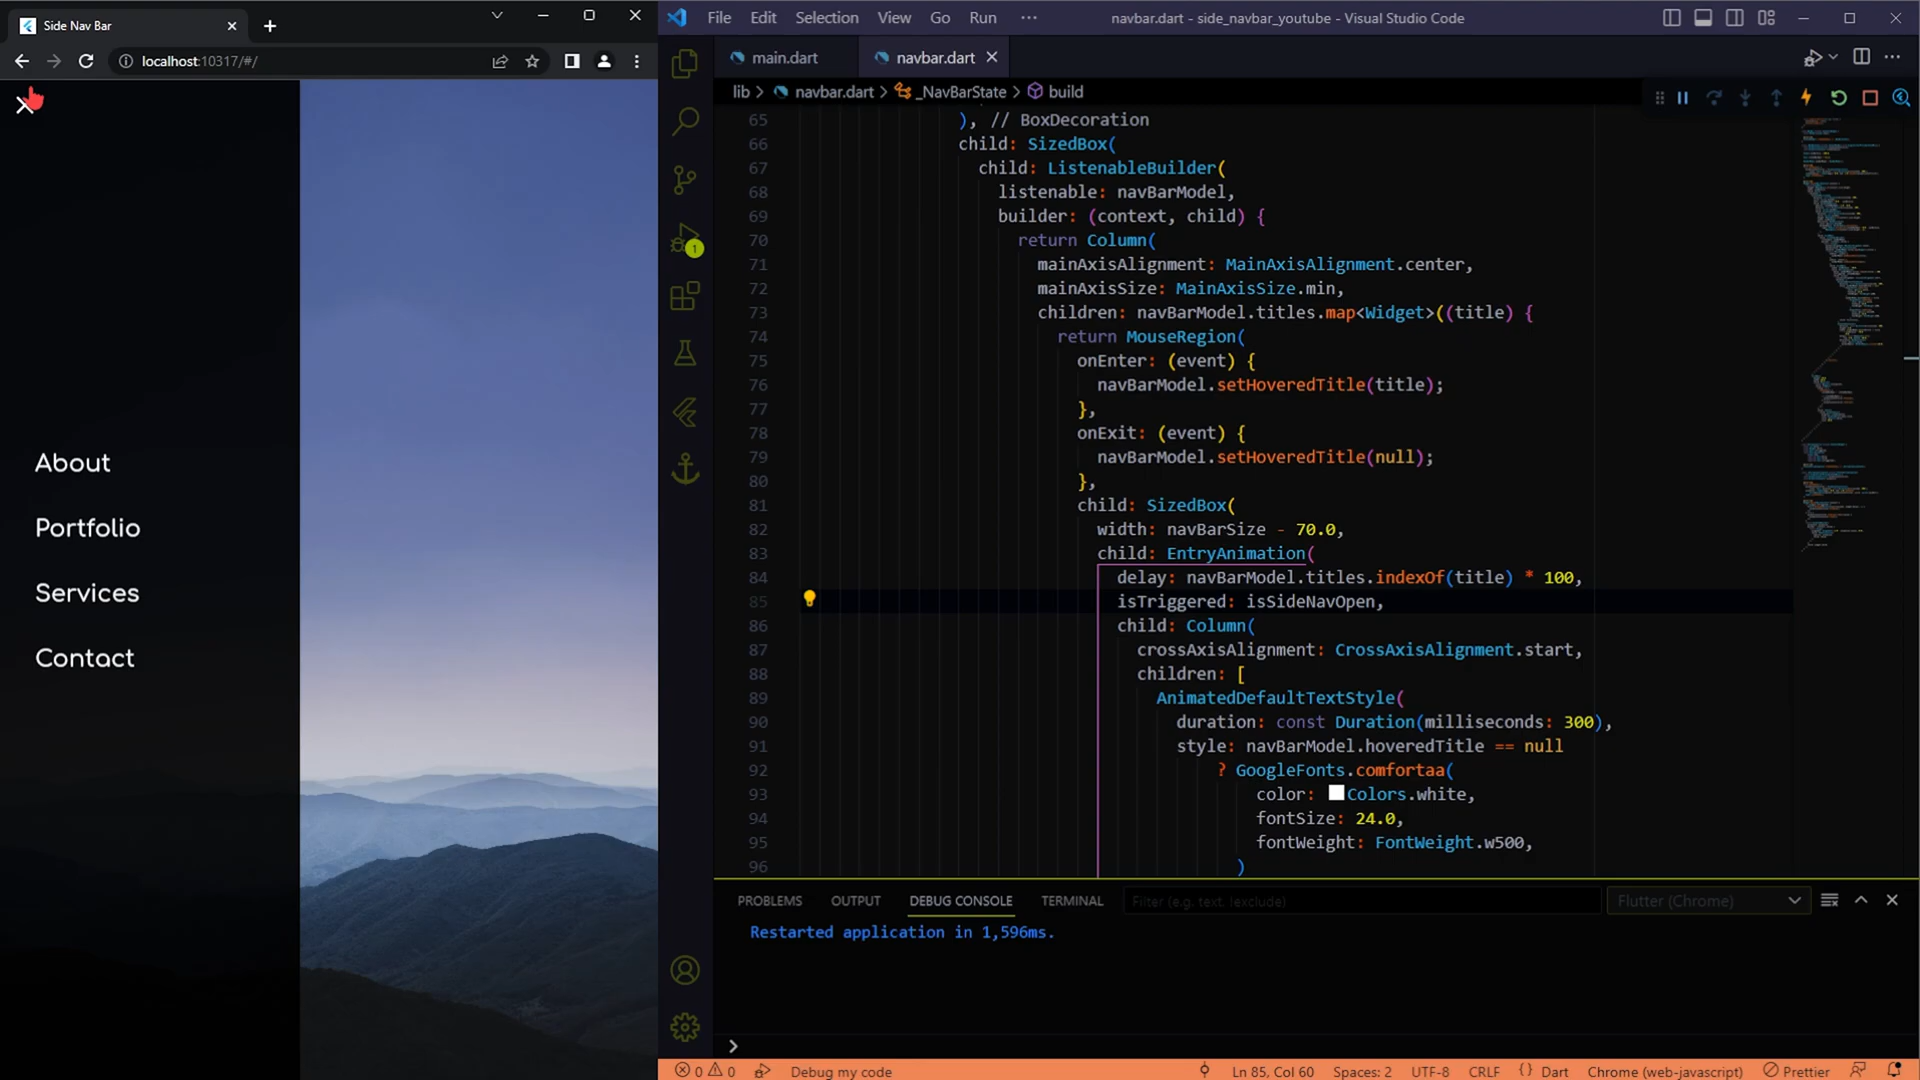 Side Nav Bar
localhost:10317/#/
About
Portfolio
Services
Contact
File Edit Selection View Go Run
navbar.dart - side_navbar_youtube - Visual Studio Code
main.dart
navbar.dart
lib > navbar.dart > _NavBarState > build
1
65 ), // BoxDecoration
66 child: SizedBox(
67 child: ListenableBuilder(
68 listenable: navBarModel,
69 builder: (context, child) {
70 return Column(
71 mainAxisAlignment: MainAxisAlignment.center,
72 mainAxisSize: MainAxisSize.min,
73 children: navBarModel.titles.map<Widget>((title) {
74 return MouseRegion(
75 onEnter: (event) {
76 navBarModel.setHoveredTitle(title);
77 },
78 onExit: (event) {
79 navBarModel.setHoveredTitle(null);
80 },
81 child: SizedBox(
82 width: navBarSize - 70.0,
83 child: EntryAnimation(
84 delay: navBarModel.titles.indexOf(title) * 100,
85 isTriggered: isSideNavOpen,
86 child: Column(
87 crossAxisAlignment: CrossAxisAlignment.start,
88 children: [
89 AnimatedDefaultTextStyle(
90 duration: const Duration(milliseconds: 300),
91 style: navBarModel.hoveredTitle == null
92 ? GoogleFonts.comfortaa(
93 color: Colors.white,
94 fontSize: 24.0,
95 fontWeight: FontWeight.w500,
96 )
PROBLEMS OUTPUT DEBUG CONSOLE TERMINAL
Filter (e.g. text, !exclude)
Flutter (Chrome)
Restarted application in 1,596ms.
0 0 Debug my code
Ln 85, Col 60 Spaces: 2 UTF-8 CRLF {} Dart Chrome (web-javascript) Prettier